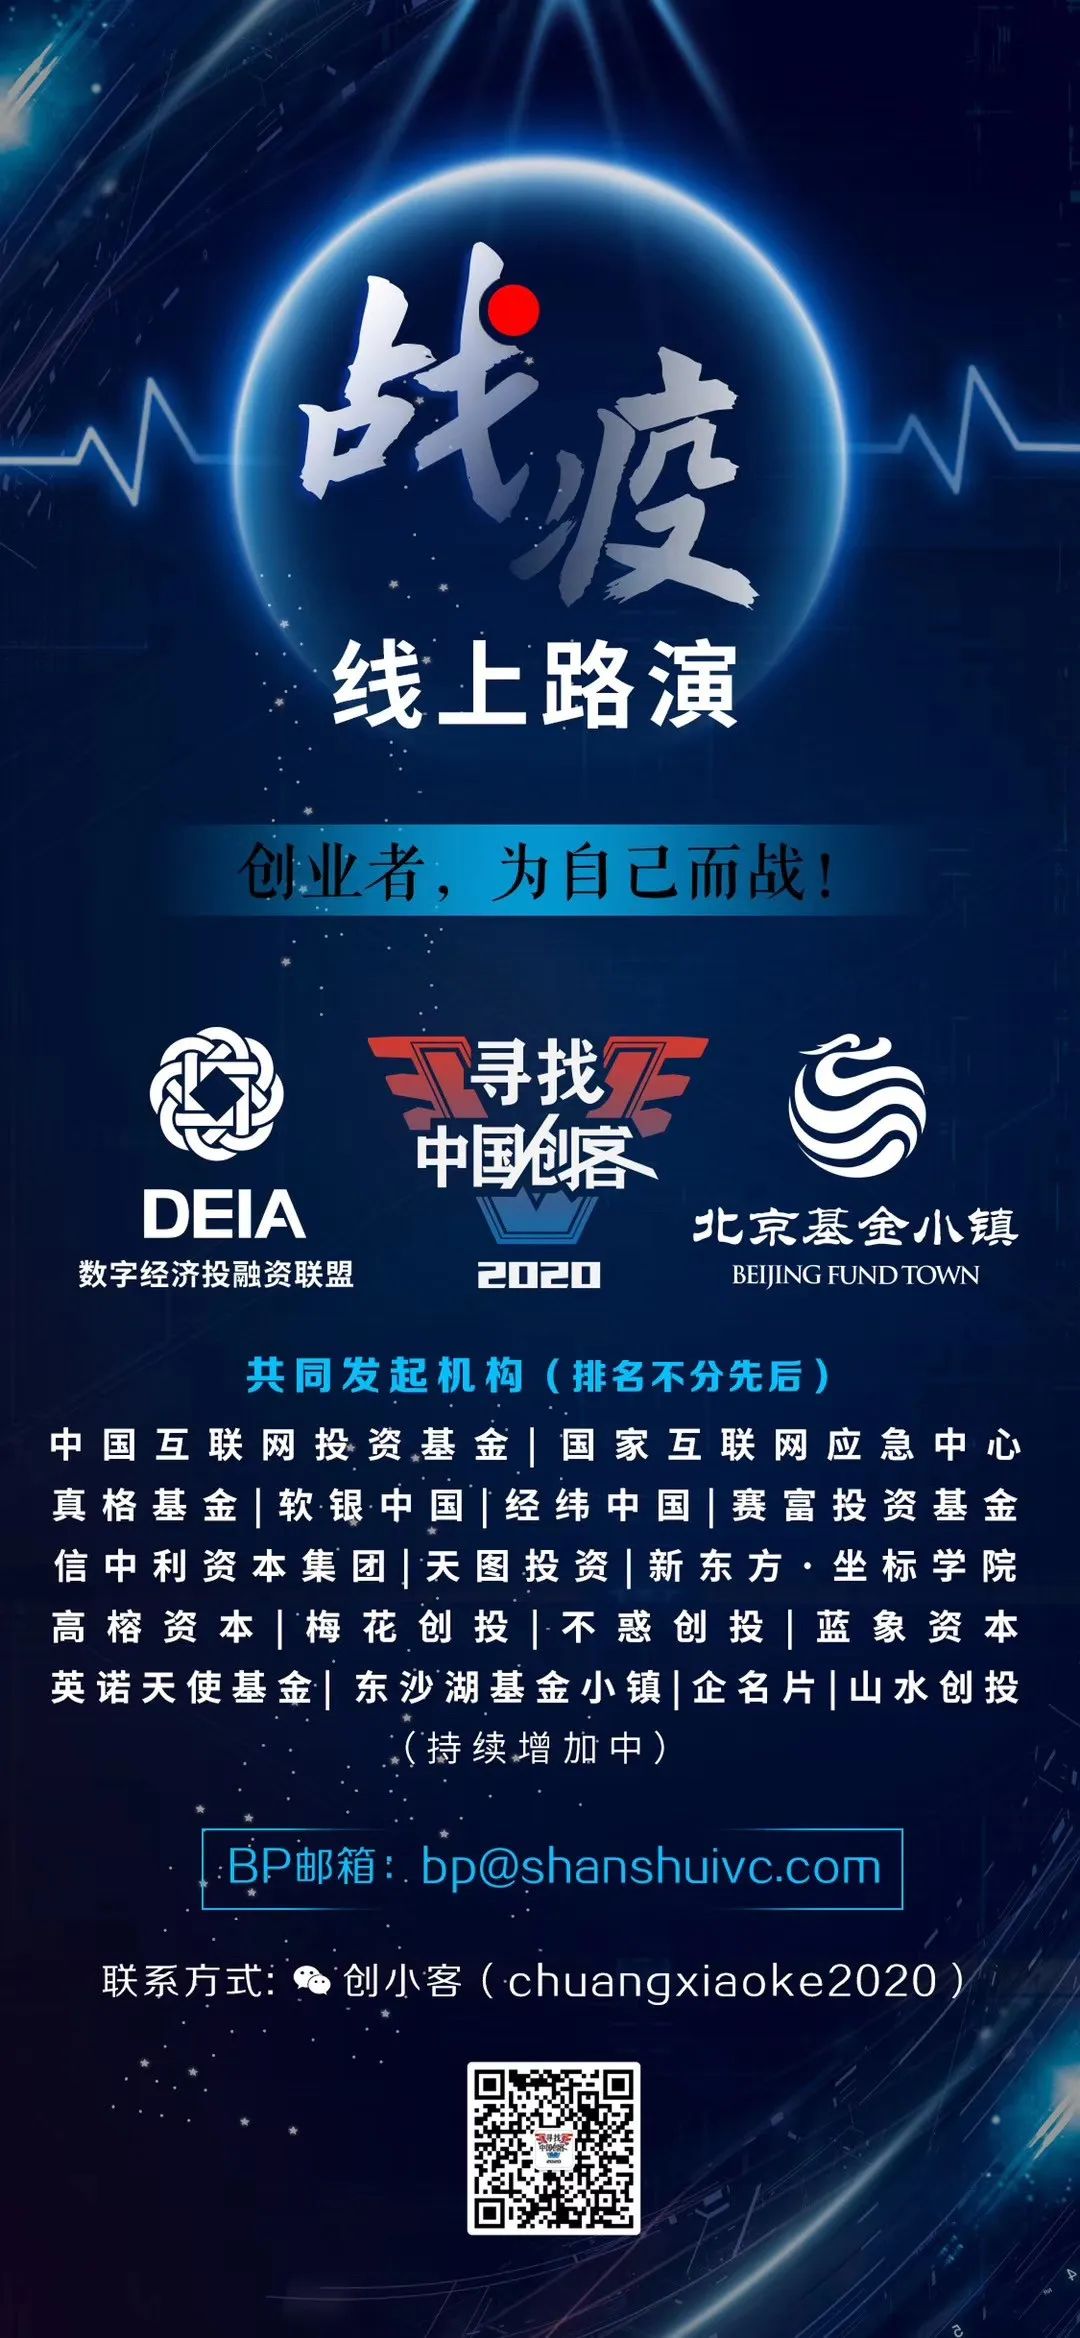 战疫
线上路演
创业者，为自己而战！
寻找
中国创客
DEIA
数字经济投融资联盟
2020
北京基金小镇
BEIJING FUND TOWN
共同发起机构（排名不分先后）
中国互联网投资基金|国家互联网应急中心
真格基金|软银中国|经纬中国|赛富投资基金
信中利资本集团|天图投资|新东方·坐标学院
高榕资本|梅花创投|不惑创投|蓝象资本
英诺天使基金|东沙湖基金小镇|企名片|山水创投
（持续增加中）
BP邮箱：bp@shanshuivc.com
联系方式: 创小客（chuangxiaoke2020）
寻找
中国创客
2020